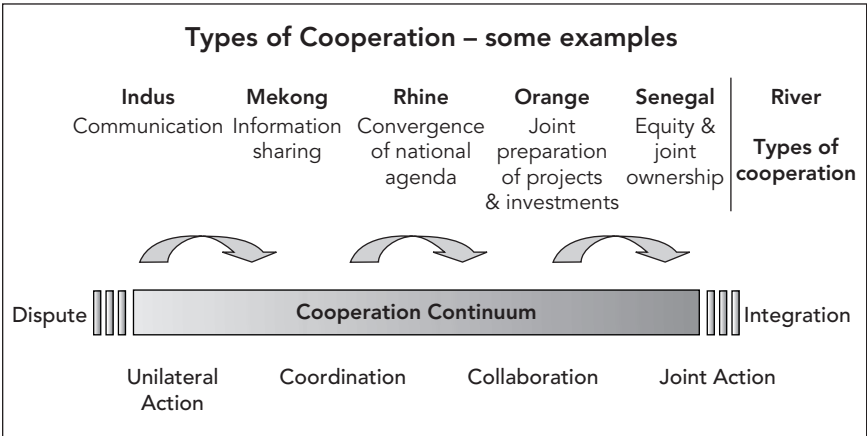 Types of Cooperation – some examples
Indus
Communication
Mekong
Information
sharing
Rhine
Convergence
of national
agenda
Orange
Joint
preparation
of projects
& investments
Senegal
Equity &
joint
ownership
River
Types of
cooperation
Dispute
Cooperation Continuum
Integration
Unilateral
Action
Coordination
Collaboration
Joint Action